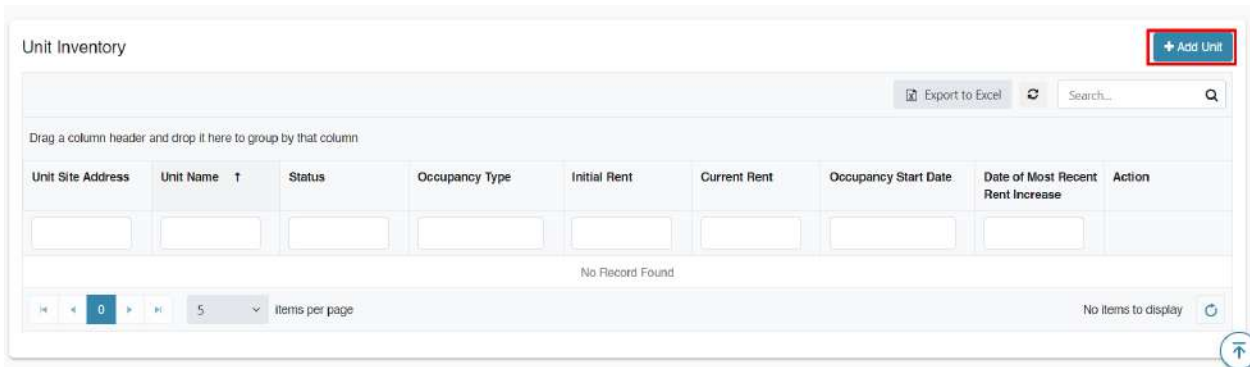 Unit Inventory
+ Add Unit
Export to Excel
Search...
Drag a column header and drop it here to group by that column
Unit Site Address Unit Name ↑ Status Occupancy Type Initial Rent Current Rent Occupancy Start Date Date of Most Recent Action
Rent Increase
No Record Found
0 5 items per page No items to display